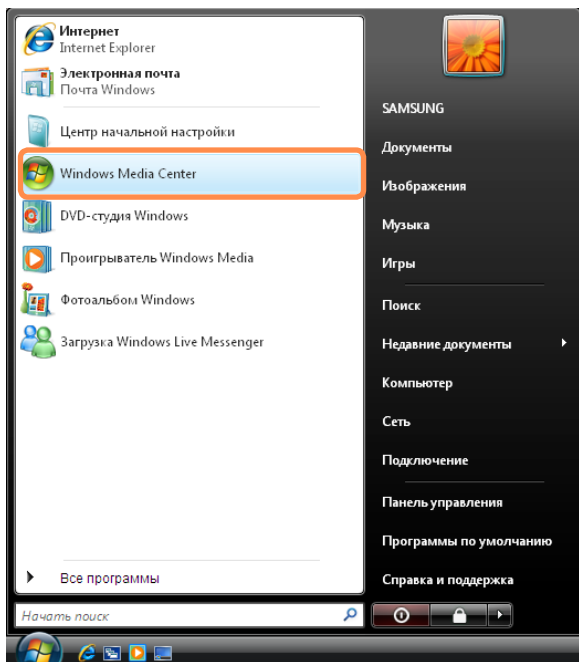 Интернет
Internet Explorer
Электронная почта
Почта Windows
Центр начальной настройки
Windows Media Center
DVD-студия Windows
Проигрыватель Windows Media
Фотоальбом Windows
Загрузка Windows Live Messenger
Все программы
Начать поиск
SAMSUNG
Документы
Изображения
Музыка
Игры
Поиск
Недавние документы
Компьютер
Сеть
Подключение
Панель управления
Программы по умолчанию
Справка и поддержка